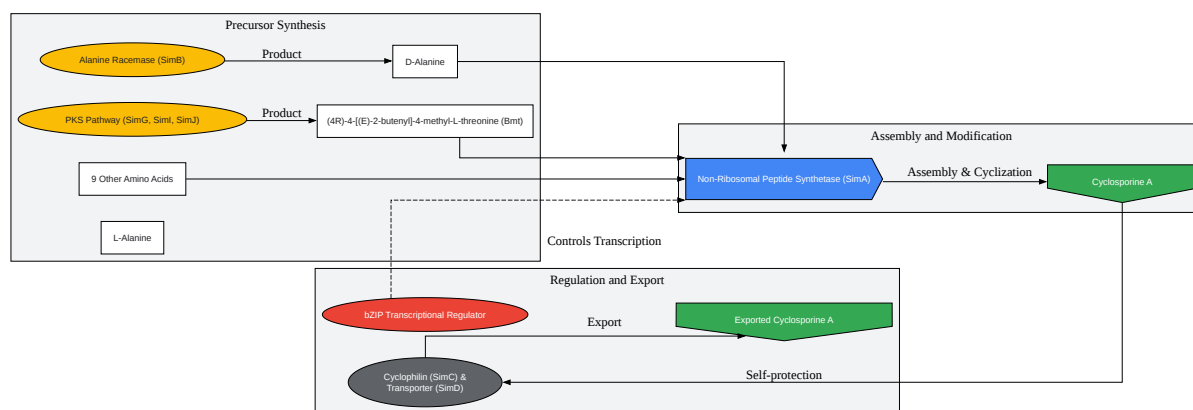 Precursor Synthesis
Alanine Racemase (SimB)
Product
D-Alanine
PKS Pathway (SimG, SimI, SimJ)
Product
(4R)-4-[(E)-2-butenyl]-4-methyl-L-threonine (Bmt)
9 Other Amino Acids
L-Alanine
Assembly and Modification
Non-Ribosomal Peptide Synthetase (SimA)
Assembly & Cyclization
Cyclosporine A
Controls Transcription
Regulation and Export
bZIP Transcriptional Regulator
Export
Exported Cyclosporine A
Cyclophilin (SimC) &
Transporter (SimD)
Self-protection